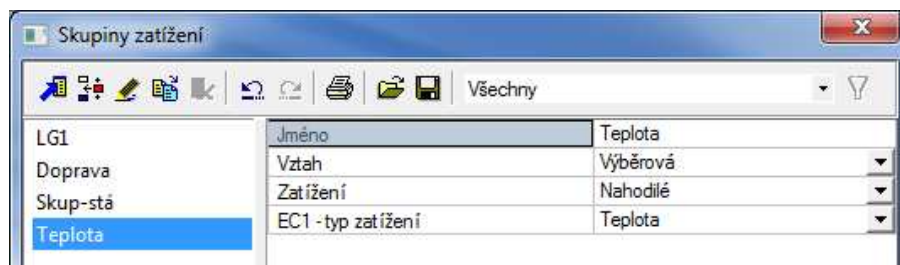 Skupiny zatížení
Všechny
LG1
Doprava
Skup-stá
Teplota
Jméno Teplota
Vztah Výběrová
Zatížení Nahodilé
EC1 - typ zatížení Teplota